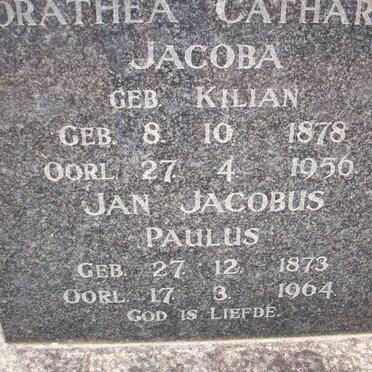 ORATHEA CATHAR
JACOBA
GEB KILIAN
GEB. 8. 10. 1878
OORL. 27. 4. 1956.
JAN JACOBUS
PAULUS
GEB. 27. 12. 1873
OORL. 17. 3. 1964.
GOD IS LIEFDE.